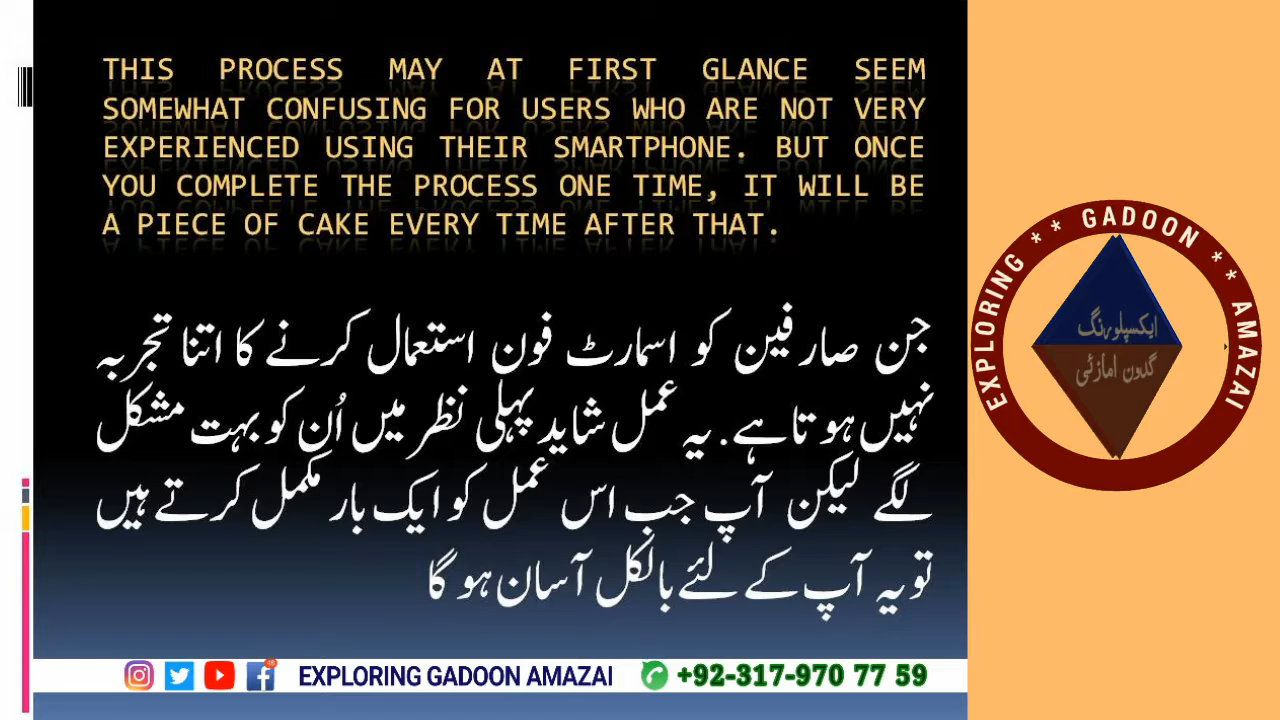 THIS PROCESS MAY AT FIRST GLANCE SEEM
SOMEWHAT CONFUSING FOR USERS WHO ARE NOT VERY
EXPERIENCED USING THEIR SMARTPHONE. BUT ONCE
YOU COMPLETE THE PROCESS ONE TIME, IT WILL BE
A PIECE OF CAKE EVERY TIME AFTER THAT.
جن صارفین کو اسمارٹ فون استعمال کرنے کا اتنا تجربہ
نہیں ہوتا ہے. یہ عمل شاید پہلی نظر میں اُن کو بہت مشکل
لگے لیکن آپ جب اس عمل کو ایک بار مکمل کرتے ہیں
تو یہ آپ کے لئے بالکل آسان ہو گا
EXPLORING GADOON AMAZAI +92-317-970 77 59
EXPLORING ** GADOON ** AMAZAI
ایکسپلورنگ
گدون امازئی